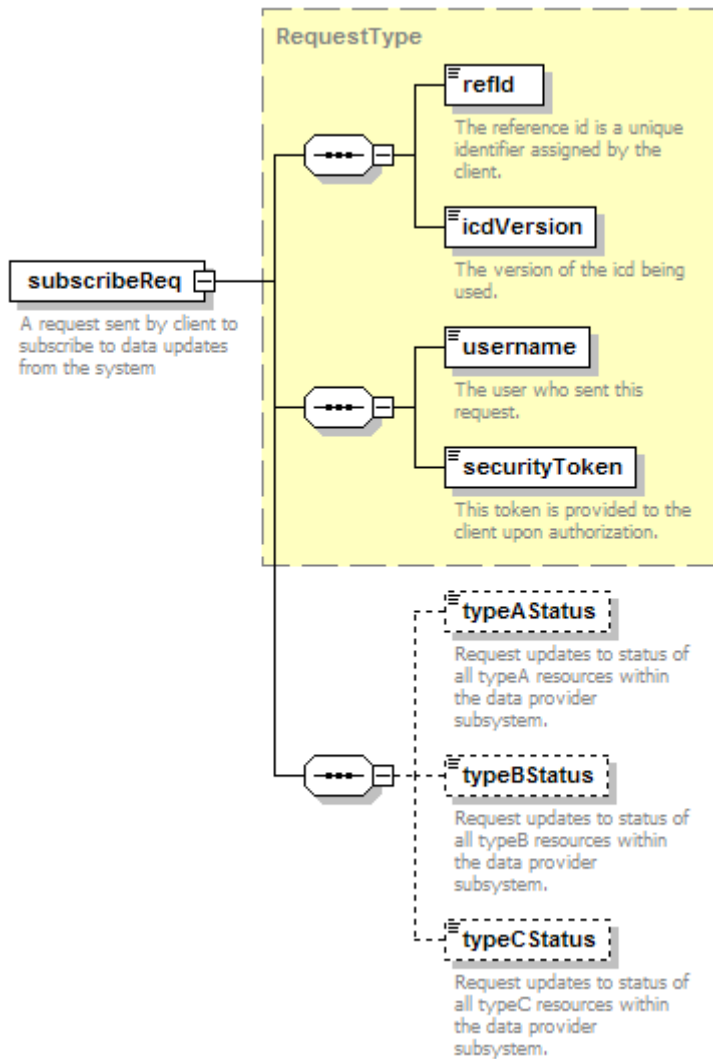 RequestType
refId
The reference id is a unique
identifier assigned by the
client.
icdVersion
The version of the icd being
used.
subscribeReq
A request sent by client to
subscribe to data updates
from the system
username
The user who sent this
request.
securityToken
This token is provided to the
client upon authorization.
typeAStatus
Request updates to status of
all typeA resources within
the data provider
subsystem.
typeBStatus
Request updates to status of
all typeB resources within
the data provider
subsystem.
typeCStatus
Request updates to status of
all typeC resources within
the data provider
subsystem.